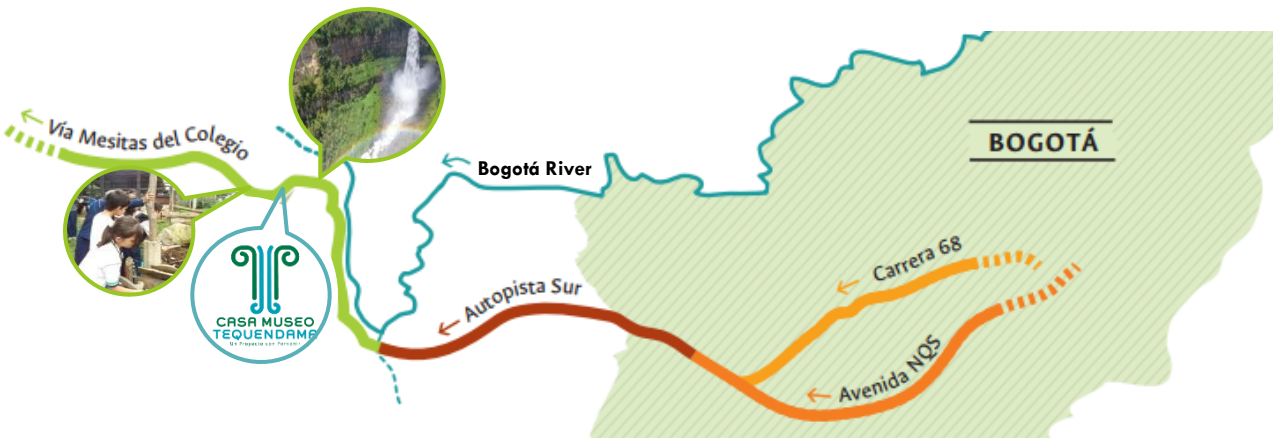 Vía Mesitas del Colegio
Bogotá River
BOGOTÁ
Carrera 68
Autopista Sur
CASA MUSEO
TEQUENDAMA
Avenida NQS